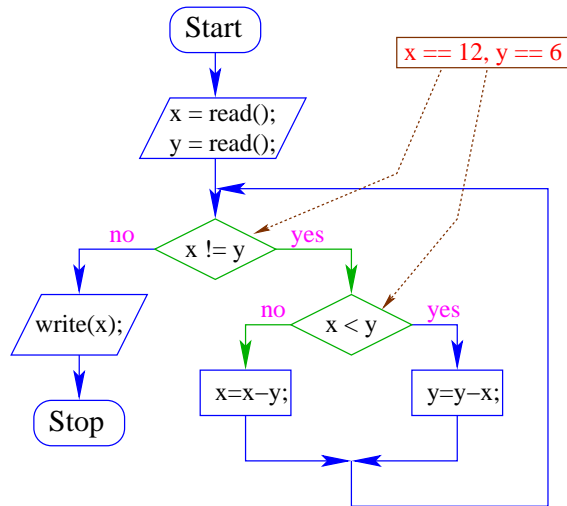 Start
x == 12, y == 6
x = read();
y = read();
no
yes
x != y
no
yes
write(x);
x < y
x=x−y;
y=y−x;
Stop